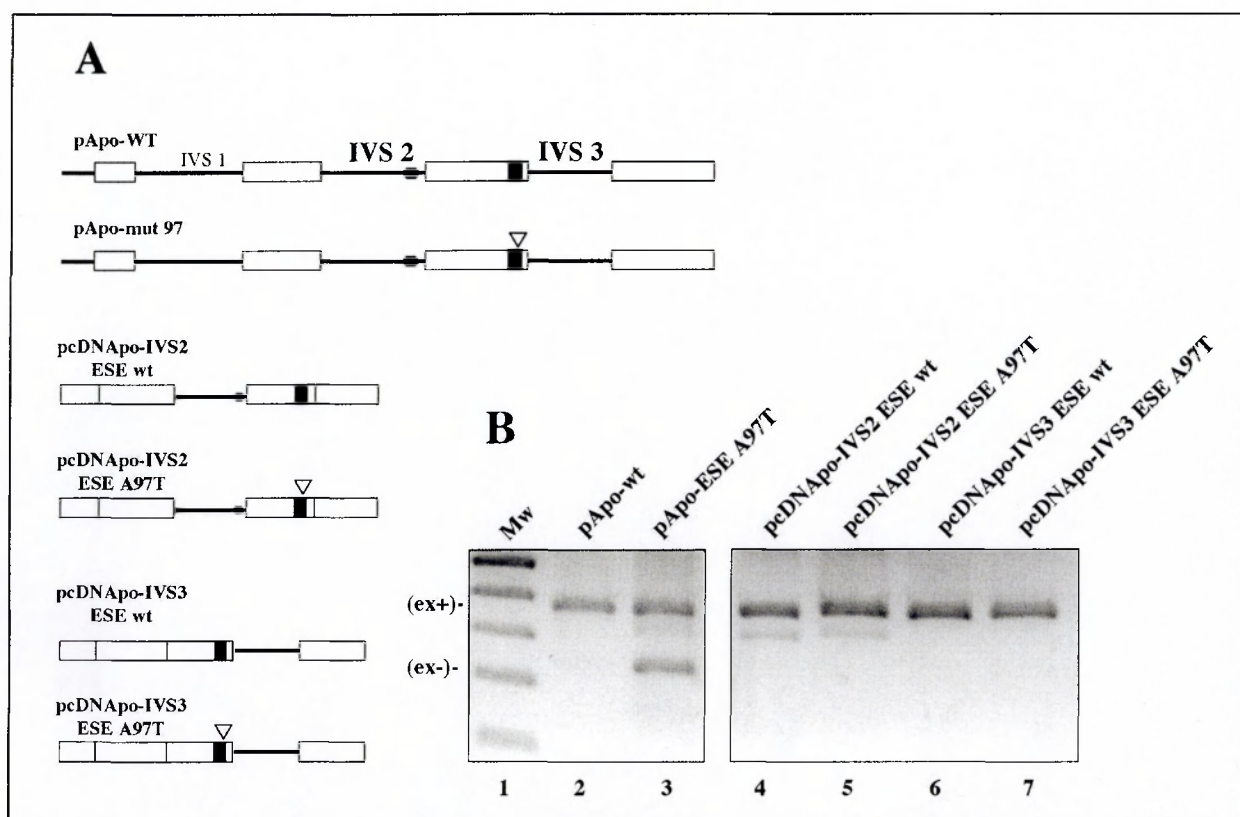 A
pApo-WT
IVS 1
IVS 2
IVS 3
pApo-mut 97
pcDNApo-IVS2
ESE wt
pcDNApo-IVS2
ESE A97T
pcDNApo-IVS3
ESE wt
pcDNApo-IVS3
ESE A97T
B
Mw
pApo-wt
pApo-ESE A97T
pcDNApo-IVS2 ESE wt
pcDNApo-IVS2 ESE A97T
pcDNApo-IVS3 ESE wt
pcDNApo-IVS3 ESE A97T
(ex+)-
(ex-)-
1 2 3 4 5 6 7